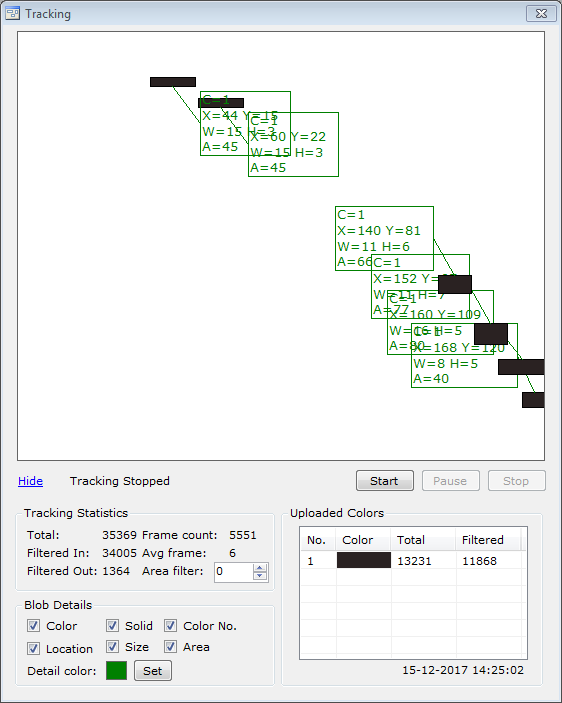 Tracking
C=1
X=44 Y=15
W=15 H=3
A=45
C=1
X=60 Y=22
W=15 H=3
A=45
C=1
X=140 Y=81
W=11 H=6
A=66
C=1
X=152 Y=
W=11 H=7
A=77
C=1
X=160 Y=109
W=16 H=5
A=80
C=1
X=168 Y=120
W=8 H=5
A=40
Hide Tracking Stopped Start Pause Stop
Tracking Statistics
Total: 35369 Frame count: 5551
Filtered In: 34005 Avg frame: 6
Filtered Out: 1364 Area filter: 0
Blob Details
Color Solid Color No.
Location Size Area
Detail color: Set
Uploaded Colors
No. Color Total Filtered
1 13231 11868
15-12-2017 14:25:02